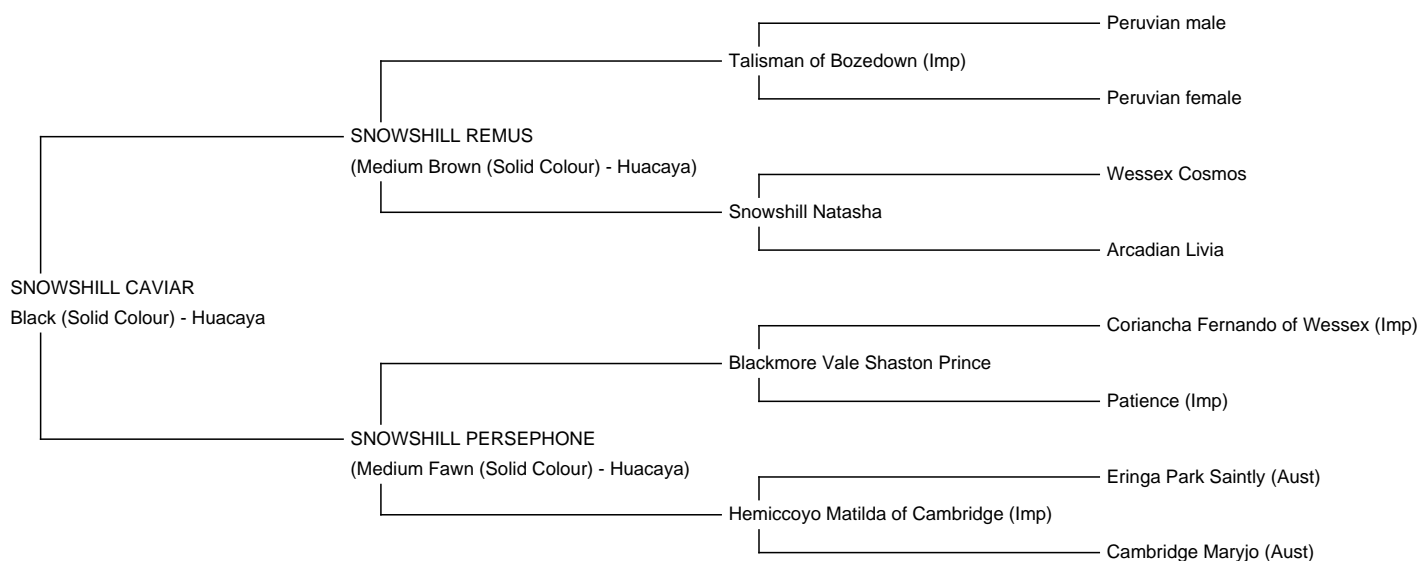 Peruvian male
Talisman of Bozedown (Imp)
Peruvian female
SNOWSHILL REMUS
(Medium Brown (Solid Colour) - Huacaya)
Wessex Cosmos
Snowshill Natasha
Arcadian Livia
SNOWSHILL CAVIAR
Black (Solid Colour) - Huacaya
Coriancha Fernando of Wessex (Imp)
Blackmore Vale Shaston Prince
Patience (Imp)
SNOWSHILL PERSEPHONE
(Medium Fawn (Solid Colour) - Huacaya)
Eringa Park Saintly (Aust)
Hemiccoyo Matilda of Cambridge (Imp)
Cambridge Maryjo (Aust)